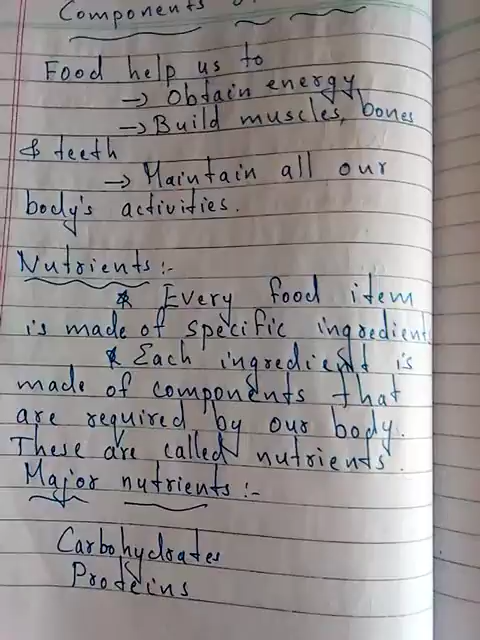 Components
Food help us to
→ Obtain energy
→ Build muscles, bones
& teeth
→ Maintain all our
body's activities.
Nutrients :-
* Every food item
is made of specific ingredient
* Each ingredient is
made of components that
are required by our body.
These are called nutrients.
Major nutrients :-
Carbohydrates
Proteins